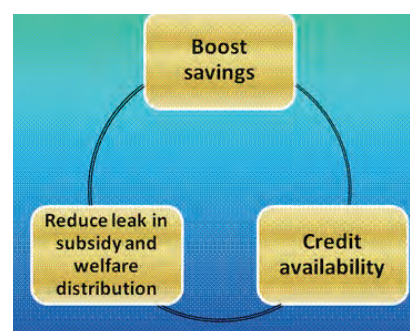 Boost
savings
Reduce leak in
subsidy and
welfare
distribution
Credit
availability